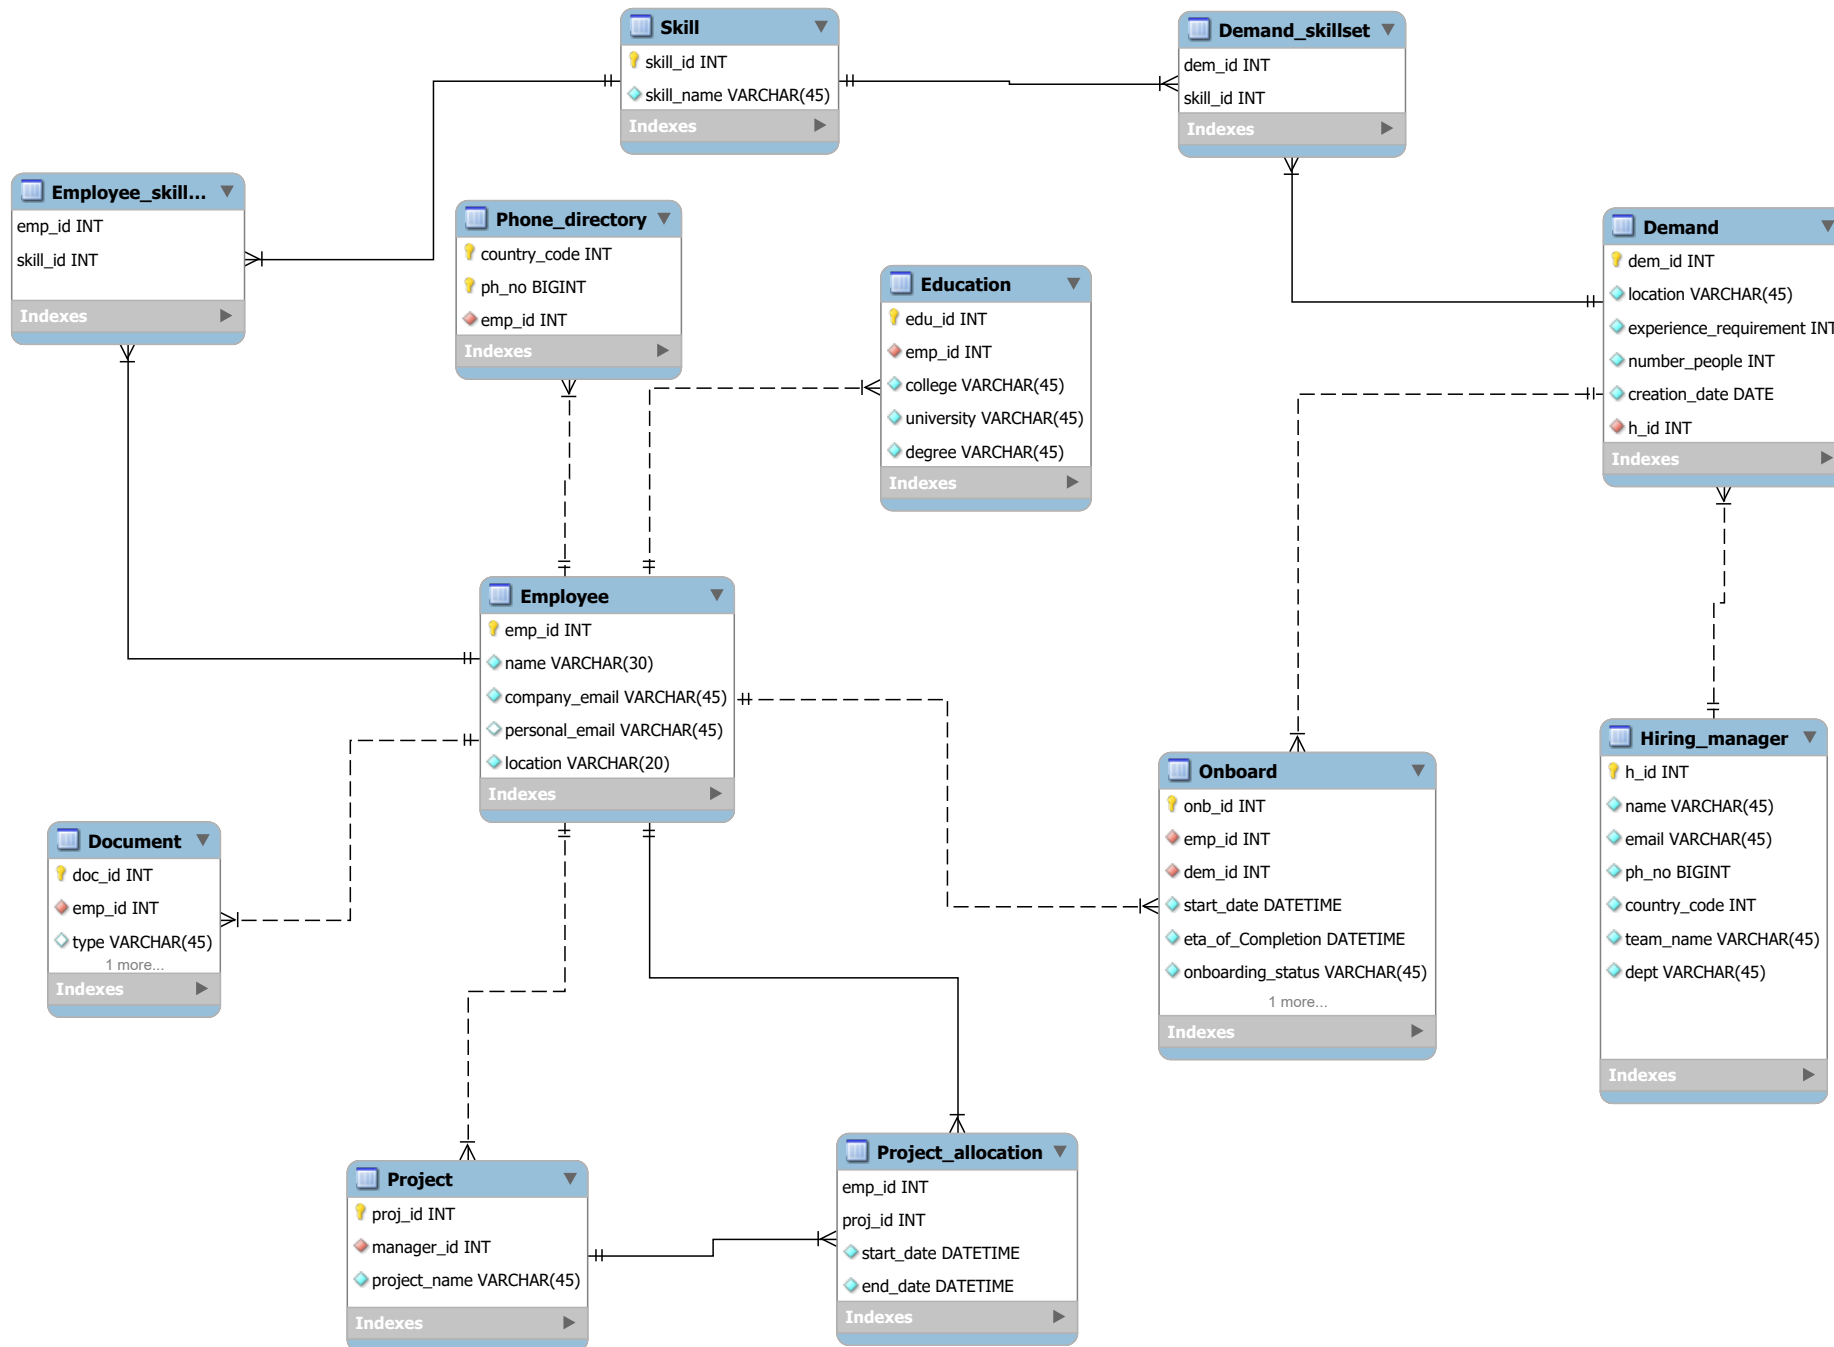 Skill
skill_id INT
skill_name VARCHAR(45)
Indexes
Demand_skillset
dem_id INT
skill_id INT
Indexes
Employee_skill...
emp_id INT
skill_id INT
Indexes
Phone_directory
country_code INT
ph_no BIGINT
emp_id INT
Indexes
Education
edu_id INT
emp_id INT
college VARCHAR(45)
university VARCHAR(45)
degree VARCHAR(45)
Indexes
Demand
dem_id INT
location VARCHAR(45)
experience_requirement INT
number_people INT
creation_date DATE
h_id INT
Indexes
Employee
emp_id INT
name VARCHAR(30)
company_email VARCHAR(45)
personal_email VARCHAR(45)
location VARCHAR(20)
Indexes
Hiring_manager
h_id INT
name VARCHAR(45)
email VARCHAR(45)
ph_no BIGINT
country_code INT
team_name VARCHAR(45)
dept VARCHAR(45)
Indexes
Onboard
onb_id INT
emp_id INT
dem_id INT
start_date DATETIME
eta_of_Completion DATETIME
onboarding_status VARCHAR(45)
1 more...
Indexes
Document
doc_id INT
emp_id INT
type VARCHAR(45)
1 more...
Indexes
Project
proj_id INT
manager_id INT
project_name VARCHAR(45)
Indexes
Project_allocation
emp_id INT
proj_id INT
start_date DATETIME
end_date DATETIME
Indexes